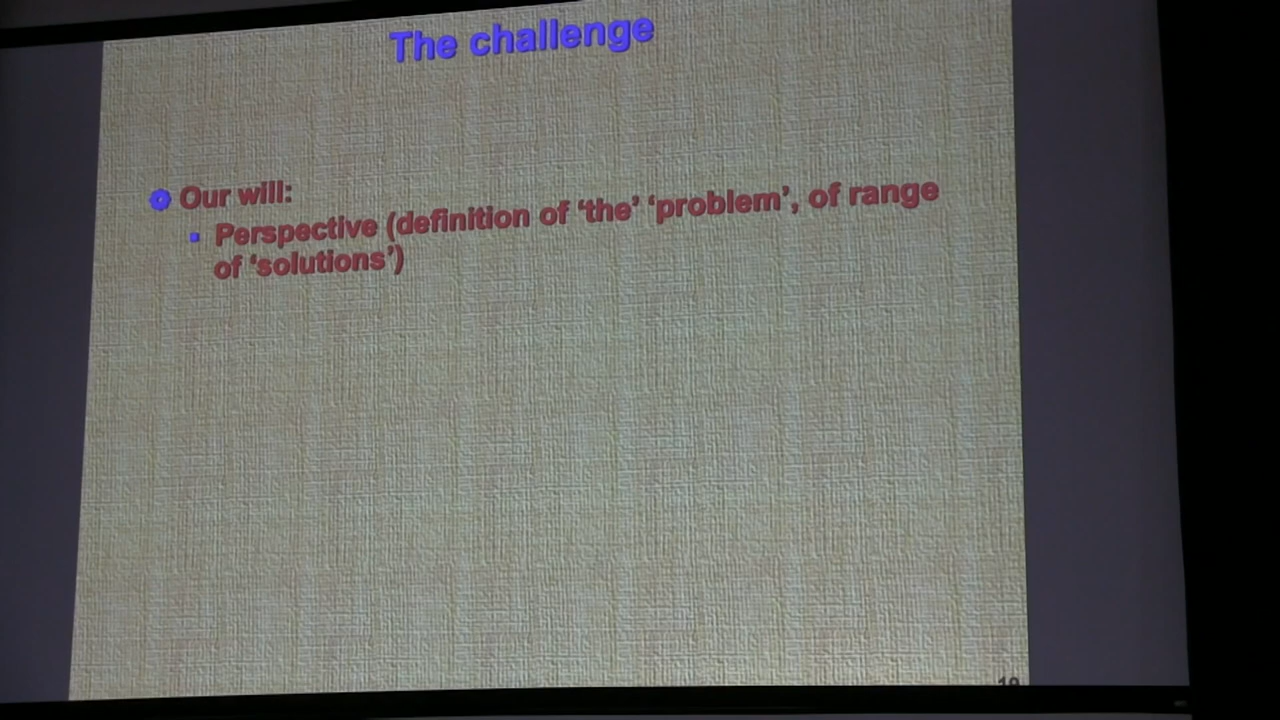 The challenge
Our will:
Perspective (definition of ‘the’ ‘problem’, of range
of ‘solutions’)